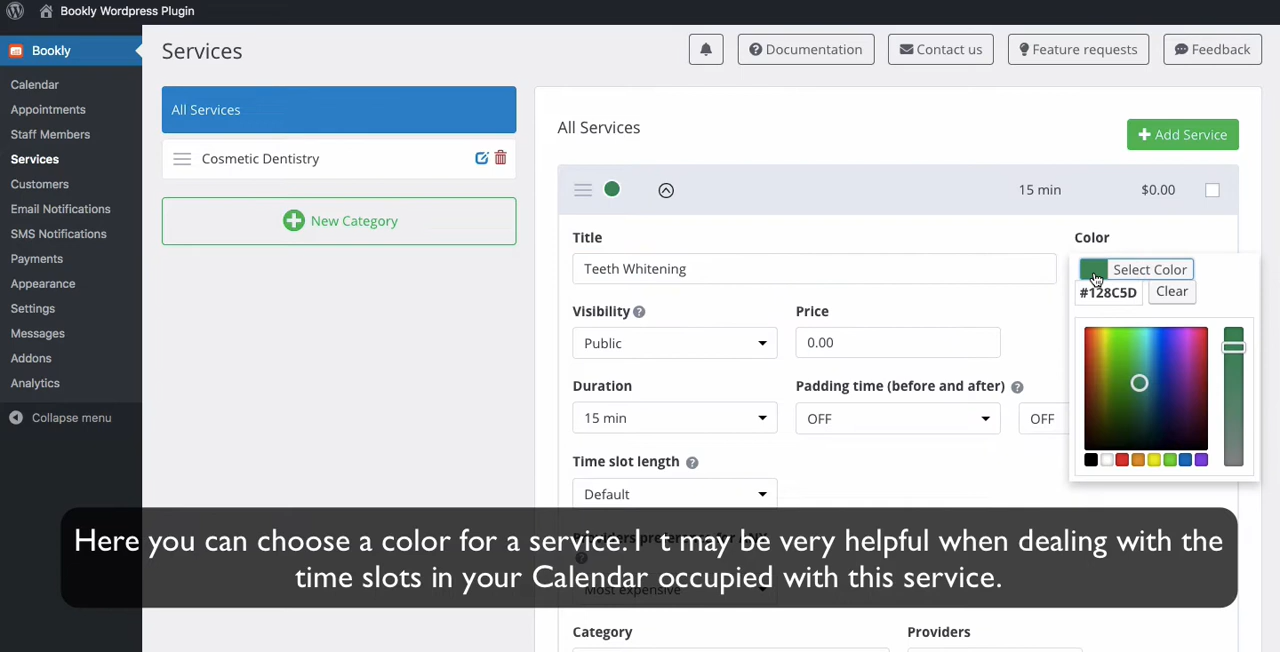 Bookly Wordpress Plugin
Bookly
Calendar
Appointments
Staff Members
Services
Customers
Email Notifications
SMS Notifications
Payments
Appearance
Settings
Messages
Addons
Analytics
Collapse menu
Services
Documentation
Contact us
Feature requests
Feedback
All Services
Cosmetic Dentistry
New Category
All Services
Add Service
15 min $0.00
Title
Teeth Whitening
Color
Select Color
#128C5D Clear
Visibility
Public
Price
0.00
Duration
15 min
Padding time (before and after)
OFF
OFF
Time slot length
Default
Most expensive
Here you can choose a color for a service. I t may be very helpful when dealing with the
time slots in your Calendar occupied with this service.
Category
Providers